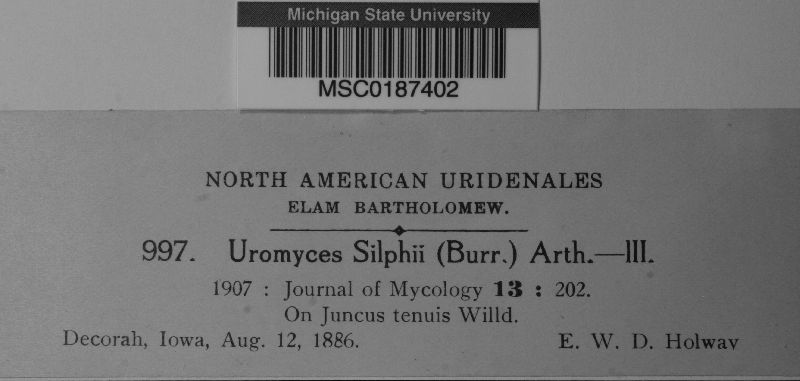 Michigan State University
MSC0187402
NORTH AMERICAN URIDENALES
ELAM BARTHOLOMEW.
997. Uromyces Silphii (Burr.) Arth.—III.
1907 : Journal of Mycology 13 : 202.
On Juncus tenuis Willd.
Decorah, Iowa, Aug. 12, 1886. E. W. D. Holway